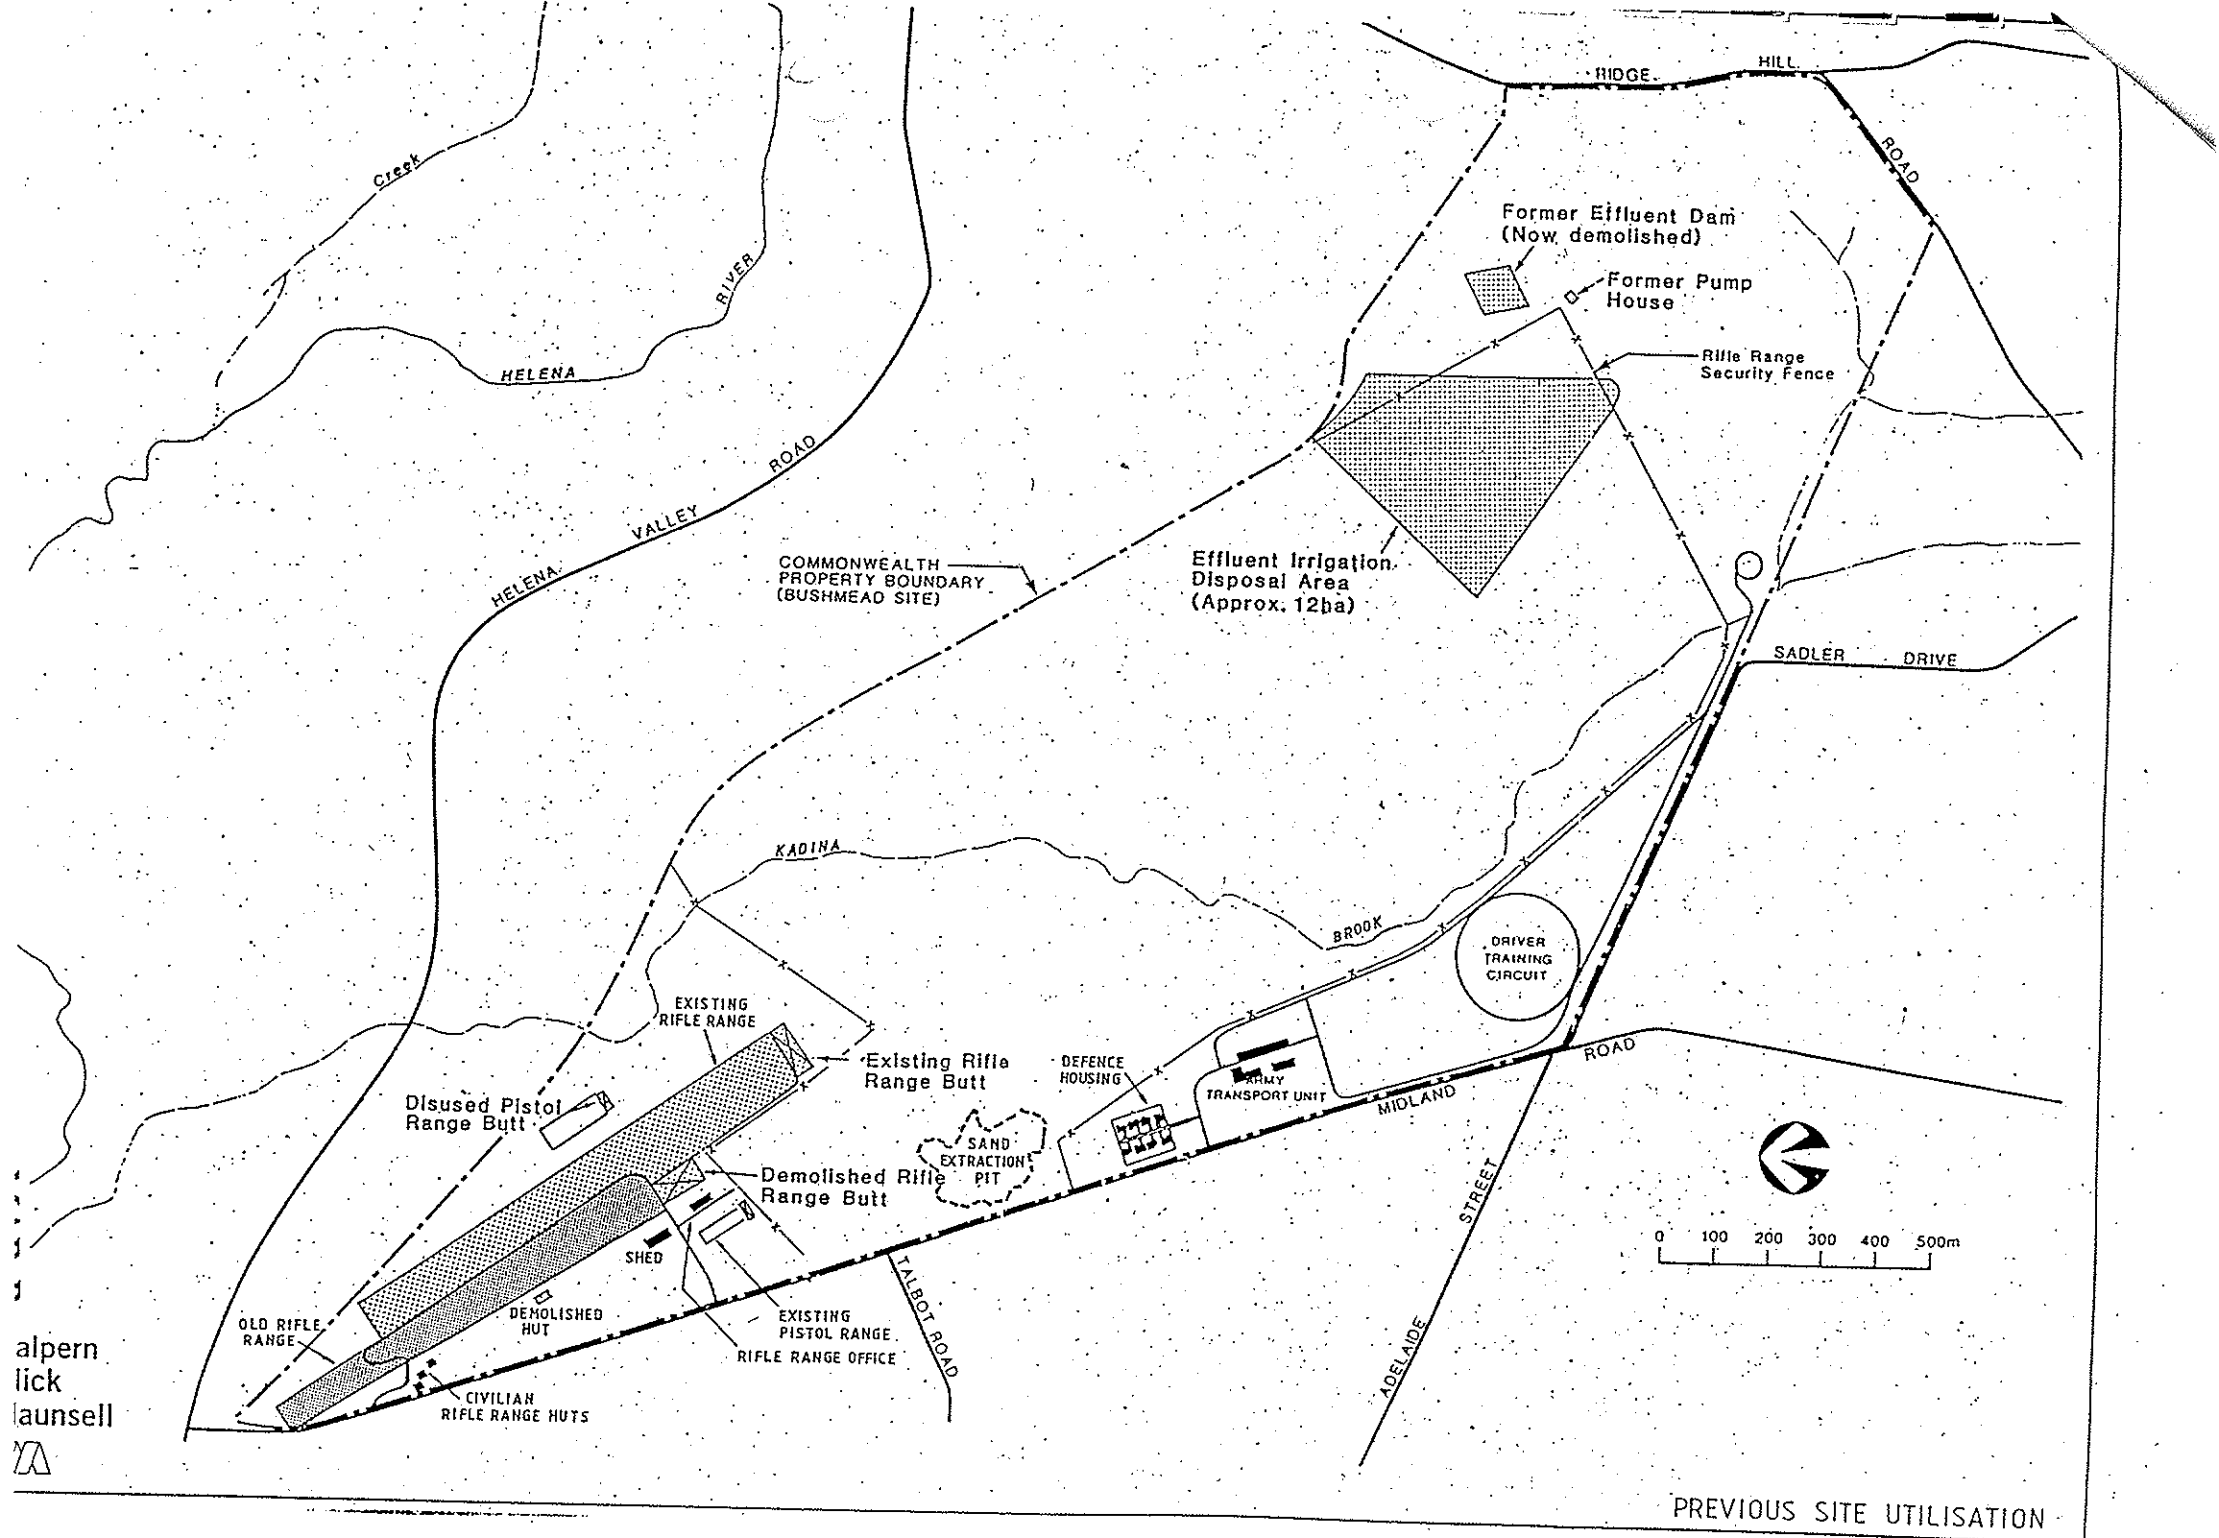 RIDGE HILL
ROAD
Creek
RIVER
HELENA
Former Effluent Dam
(Now demolished)
Former Pump
House
Rifle Range
Security Fence
HELENA VALLEY ROAD
COMMONWEALTH
PROPERTY BOUNDARY
(BUSHMEAD SITE)
Effluent Irrigation
Disposal Area
(Approx. 12ha)
SADLER DRIVE
KADINA
BROOK
DRIVER
TRAINING
CIRCUIT
EXISTING
RIFLE RANGE
Existing Rifle
Range Butt
DEFENCE
HOUSING
ARMY
TRANSPORT UNIT
MIDLAND
ROAD
Disused Pistol
Range Butt
SAND
EXTRACTION
PIT
Demolished Rifle
Range Butt
SHED
STREET
ADELAIDE
0 100 200 300 400 500m
TALBOT ROAD
DEMOLISHED
HUT
OLD RIFLE
RANGE
EXISTING
PISTOL RANGE
RIFLE RANGE OFFICE
CIVILIAN
RIFLE RANGE HUTS
alpern
lick
aunsell
PREVIOUS SITE UTILISATION